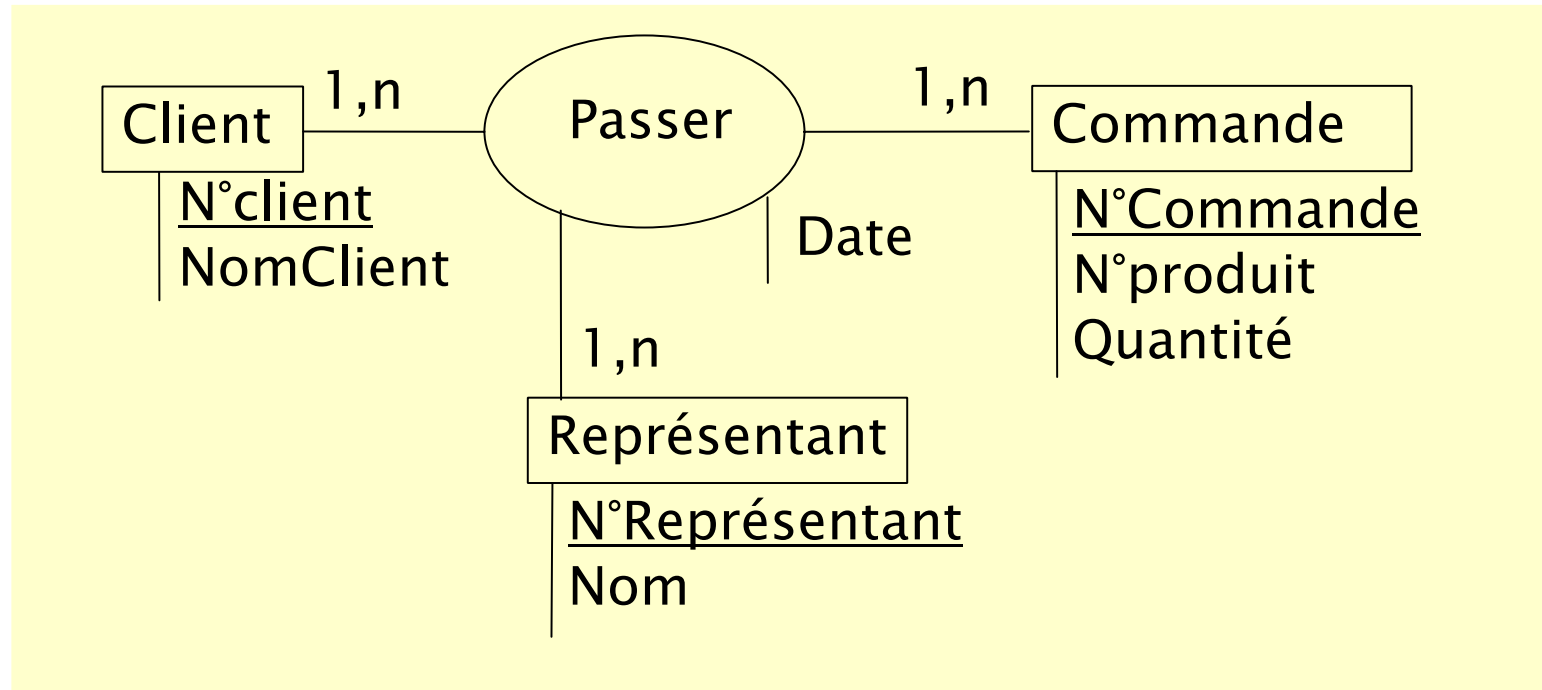 Client
1,n
Passer
1,n
Commande
N°client
NomClient
Date
N°Commande
N°produit
Quantité
1,n
Représentant
N°Représentant
Nom